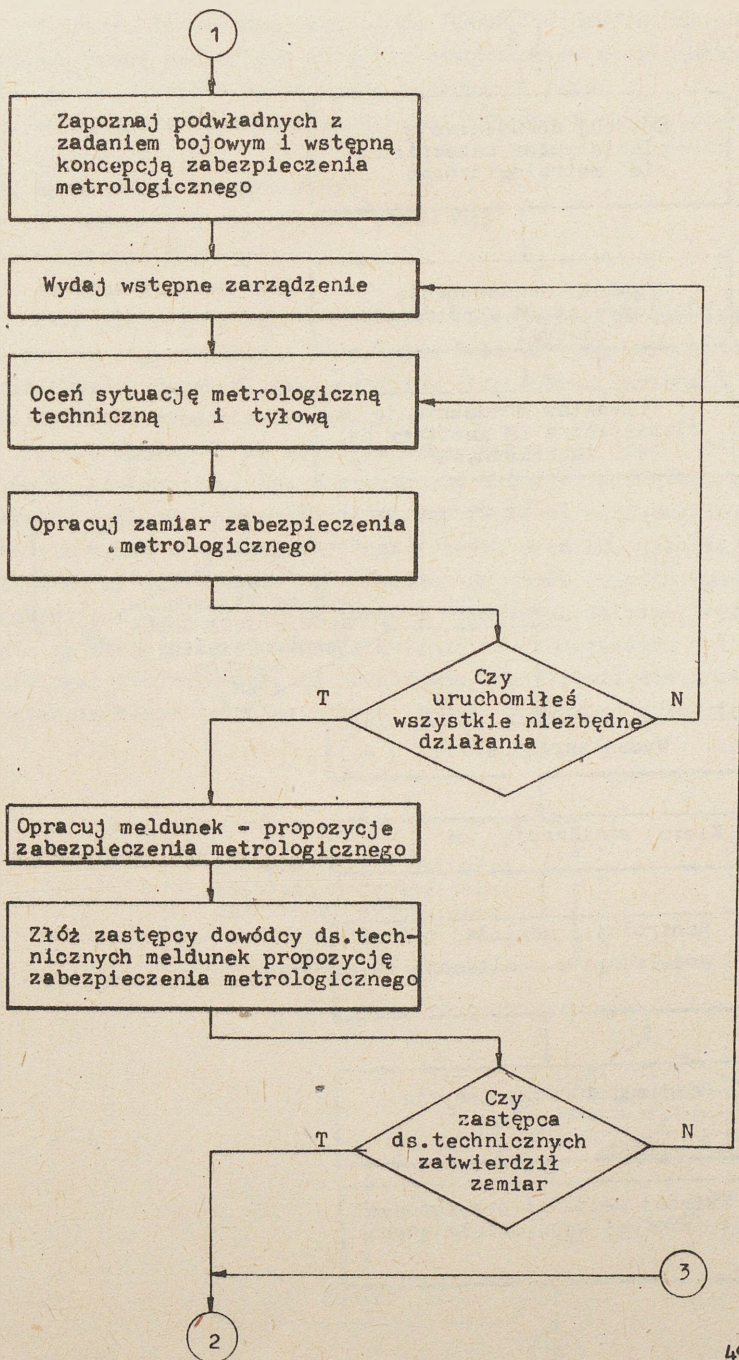 1
Zapoznaj podwładnych z
zadaniem bojowym i wstępną
koncepcją zabezpieczenia
metrologicznego
Wydaj wstępne zarządzenie
Oceń sytuację metrologiczną
techniczną i tyłową
Opracuj zamiar zabezpieczenia
metrologicznego
Czy
uruchomiłeś
wszystkie niezbędne
działania
T
N
Opracuj meldunek - propozycje
zabezpieczenia metrologicznego
Złóż zastępcy dowódcy ds.tech-
nicznych meldunek propozycję
zabezpieczenia metrologicznego
Czy
zastępca
ds.technicznych
zatwierdził
zamiar
T
N
3
2